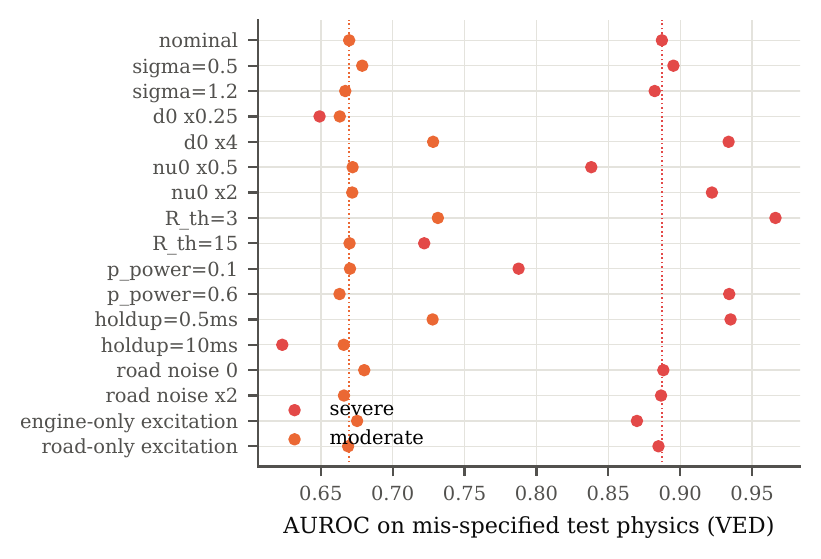 nominal
sigma=0.5
sigma=1.2
d0 x0.25
d0 x4
nu0 x0.5
nu0 x2
R_th=3
R_th=15
p_power=0.1
p_power=0.6
holdup=0.5ms
holdup=10ms
road noise 0
road noise x2
engine-only excitation
road-only excitation
severe
moderate
0.65 0.70 0.75 0.80 0.85 0.90 0.95
AUROC on mis-specified test physics (VED)